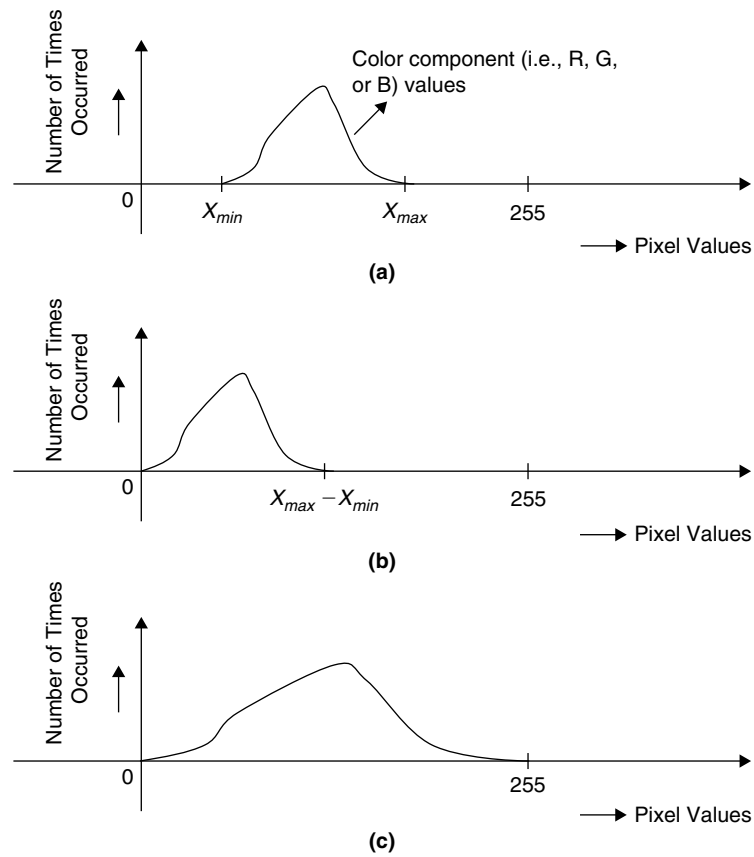 Number of Times
Occurred
Color component (i.e., R, G,
or B) values
0
Xmin
Xmax
255
Pixel Values
(a)
Number of Times
Occurred
0
Xmax – Xmin
255
Pixel Values
(b)
Number of Times
Occurred
0
255
Pixel Values
(c)